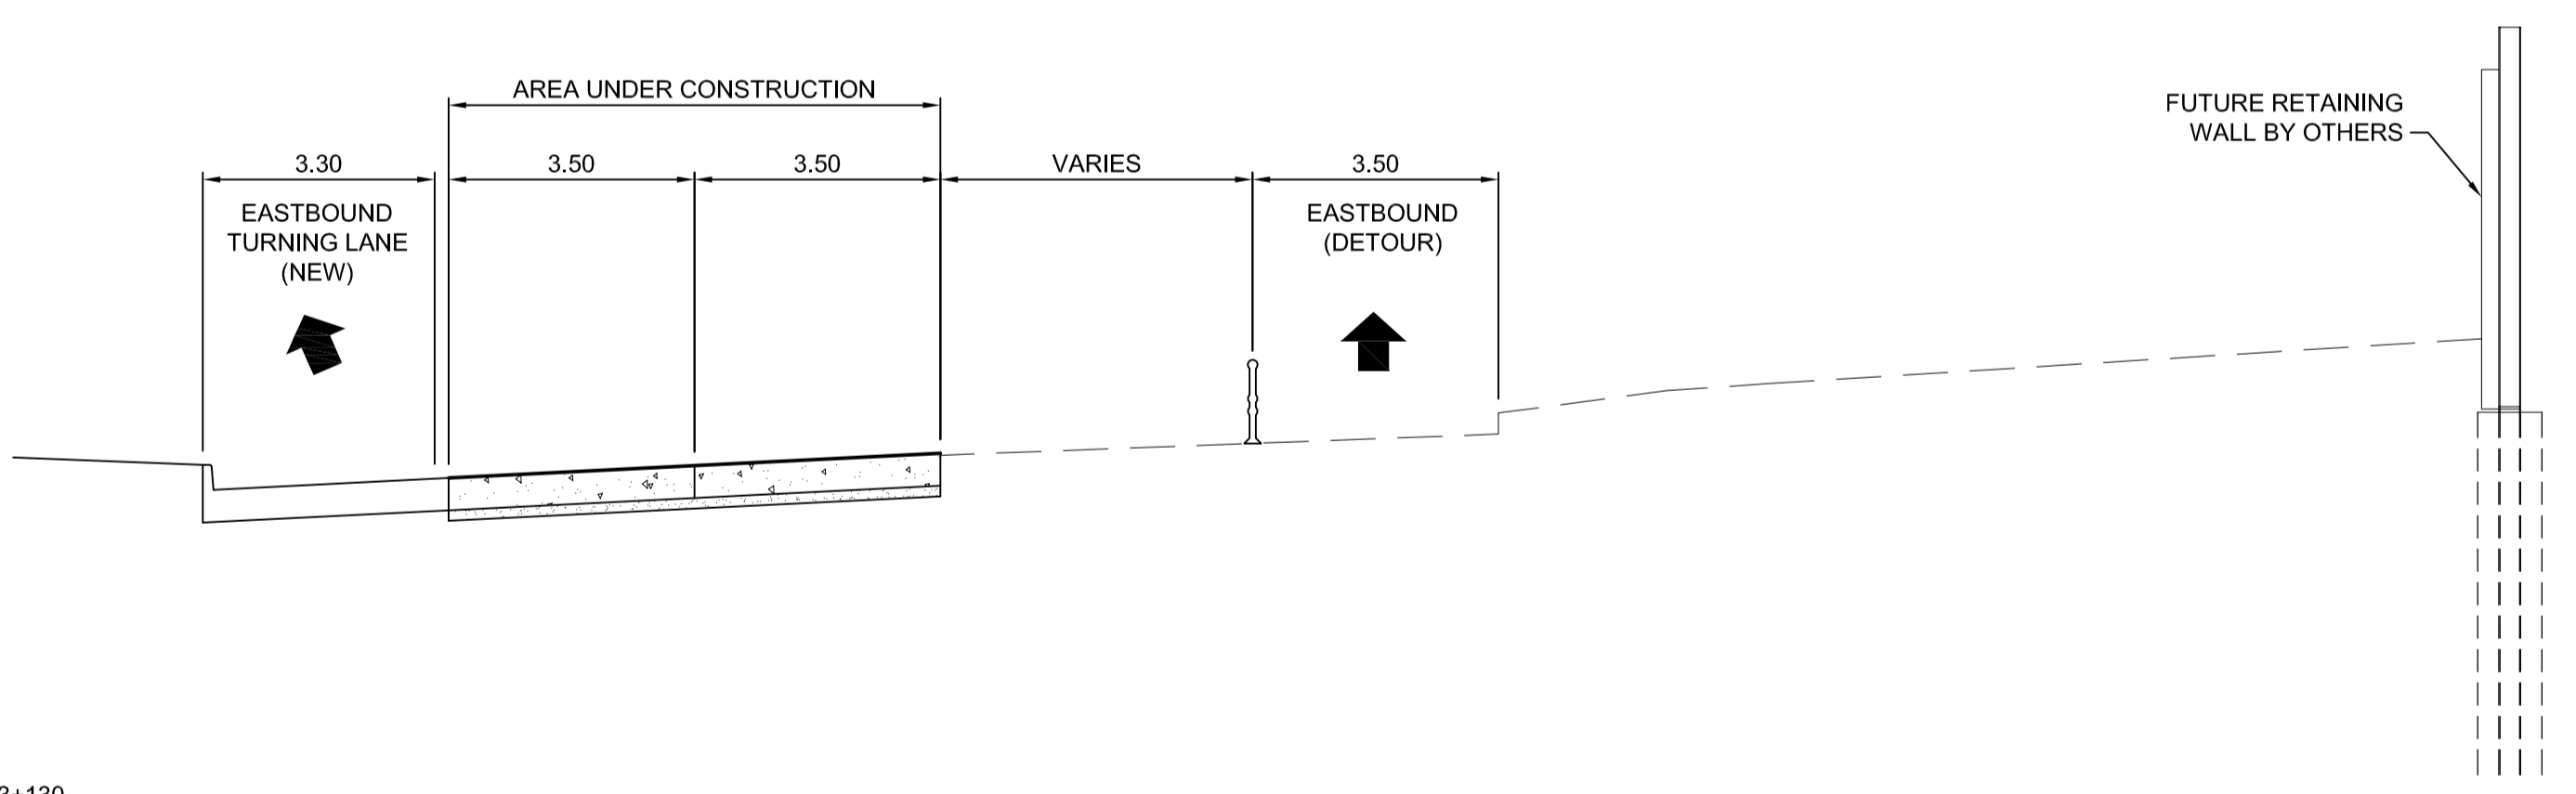 AREA UNDER CONSTRUCTION
FUTURE RETAINING
WALL BY OTHERS
3.30
3.50
3.50
VARIES
3.50
EASTBOUND
TURNING LANE
(NEW)
EASTBOUND
(DETOUR)